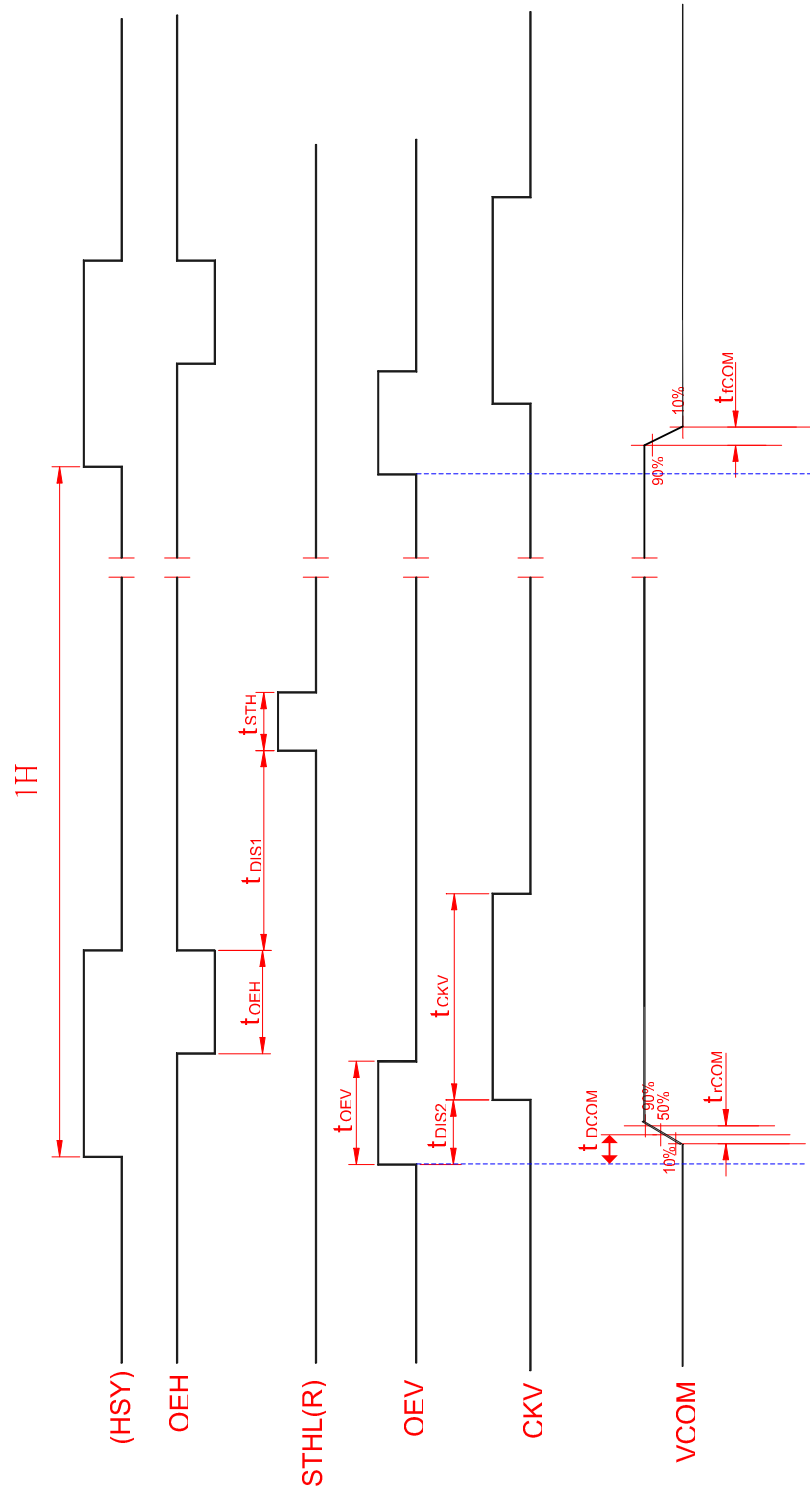 1H
(HSY)
OEH
tOEH
tDIS1
tSTH
STHL(R)
tOEV
OEV
tDIS2
tCKV
CKV
tDCOM
90%
50%
10%
trCOM
90%
10%
tfCOM
VCOM